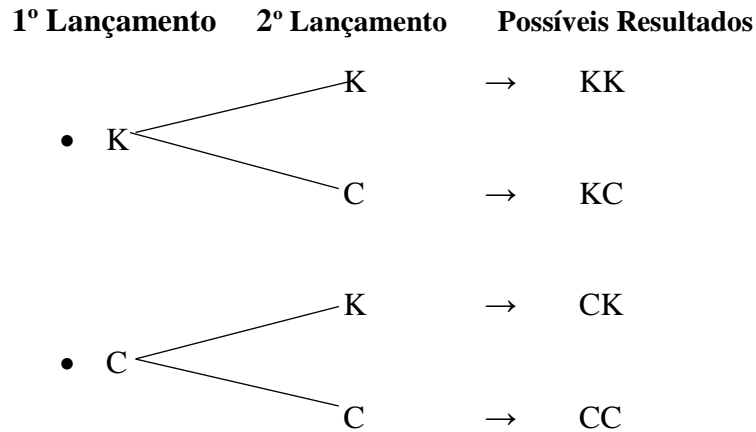 1º Lançamento 2º Lançamento Possíveis Resultados
K → KK
• K
C → KC
K → CK
• C
C → CC